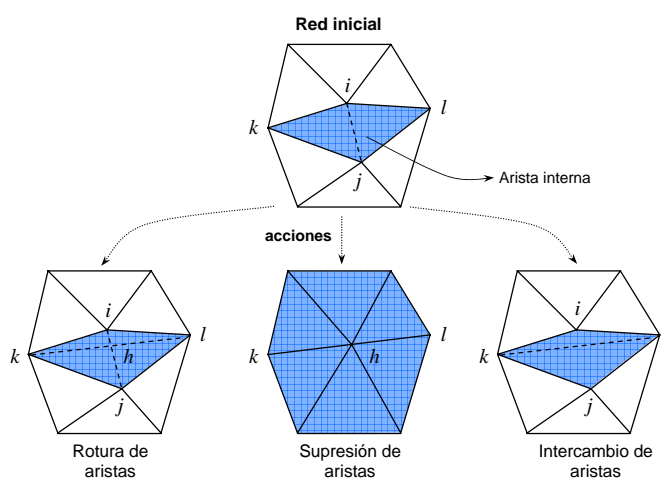 Red inicial
i
k
l
j
Arista interna
acciones
i
k
l
h
j
k
l
h
i
k
l
j
Rotura de
aristas
Supresión de
aristas
Intercambio de
aristas